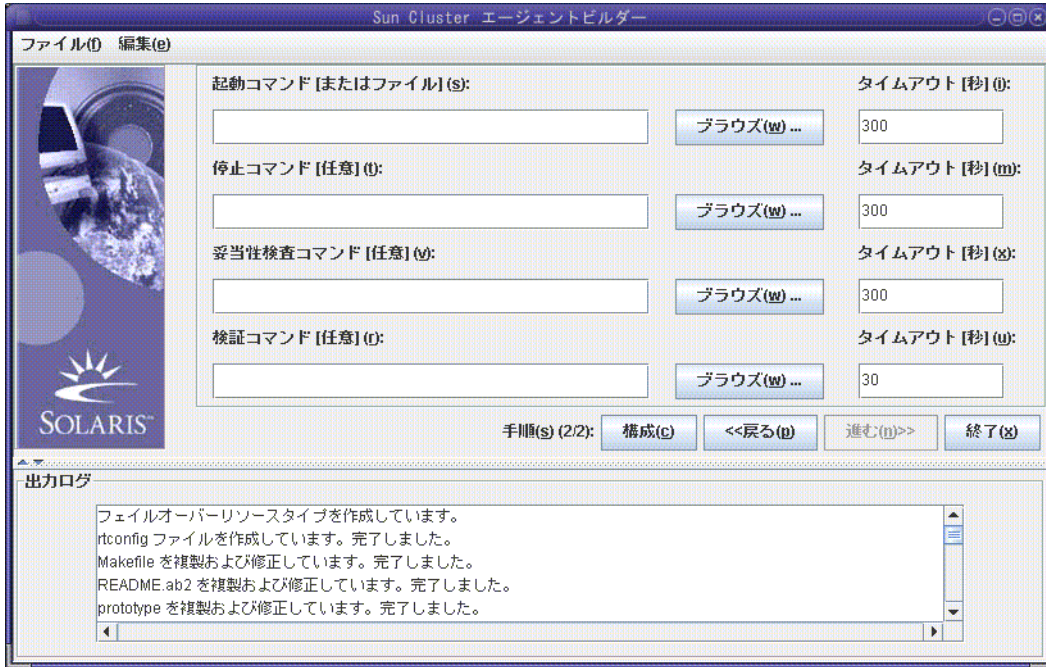 Sun Cluster エージェントビルダー
ファイル(f) 編集(e)
起動コマンド [またはファイル] (s): タイムアウト [秒] (i):
ブラウズ(w) ... 300
停止コマンド [任意] (t): タイムアウト [秒] (m):
ブラウズ(w) ... 300
妥当性検査コマンド [任意] (v): タイムアウト [秒] (x):
ブラウズ(w) ... 300
検証コマンド [任意] (r): タイムアウト [秒] (u):
ブラウズ(w) ... 30
SOLARIS™
手順(s) (2/2): 構成(c) <<戻る(p) 進む(n)>> 終了(x)
出力ログ
フェイルオーバーリソースタイプを作成しています。
rtconfig ファイルを作成しています。完了しました。
Makefile を複製および修正しています。完了しました。
README.ab2 を複製および修正しています。完了しました。
prototype を複製および修正しています。完了しました。